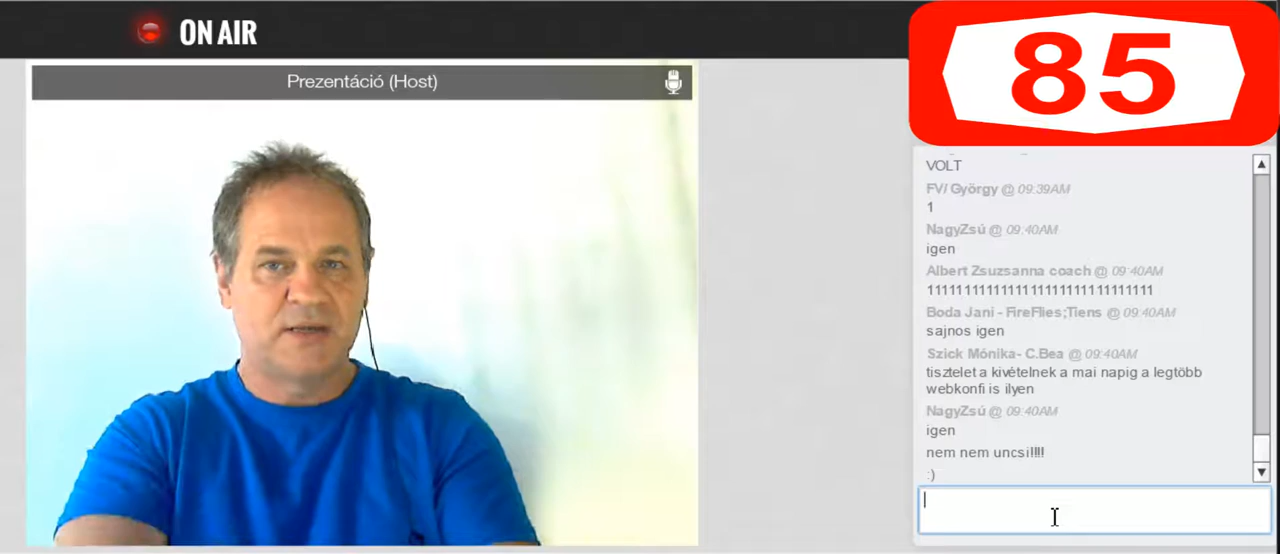 ON AIR
85
Prezentáció (Host)
VOLT
FV/ György @ 09:39AM
1
NagyZsú @ 09:40AM
igen
Albert Zsuzsanna coach @ 09:40AM
1111111111111111111111111111111
Boda Jani - FireFlies;Tiens @ 09:40AM
sajnos igen
Szick Mónika- C.Bea @ 09:40AM
tisztelet a kivételnek a mai napig a legtöbb
webkonfi is ilyen
NagyZsú @ 09:40AM
igen
nem nem uncsi!!!!
:)